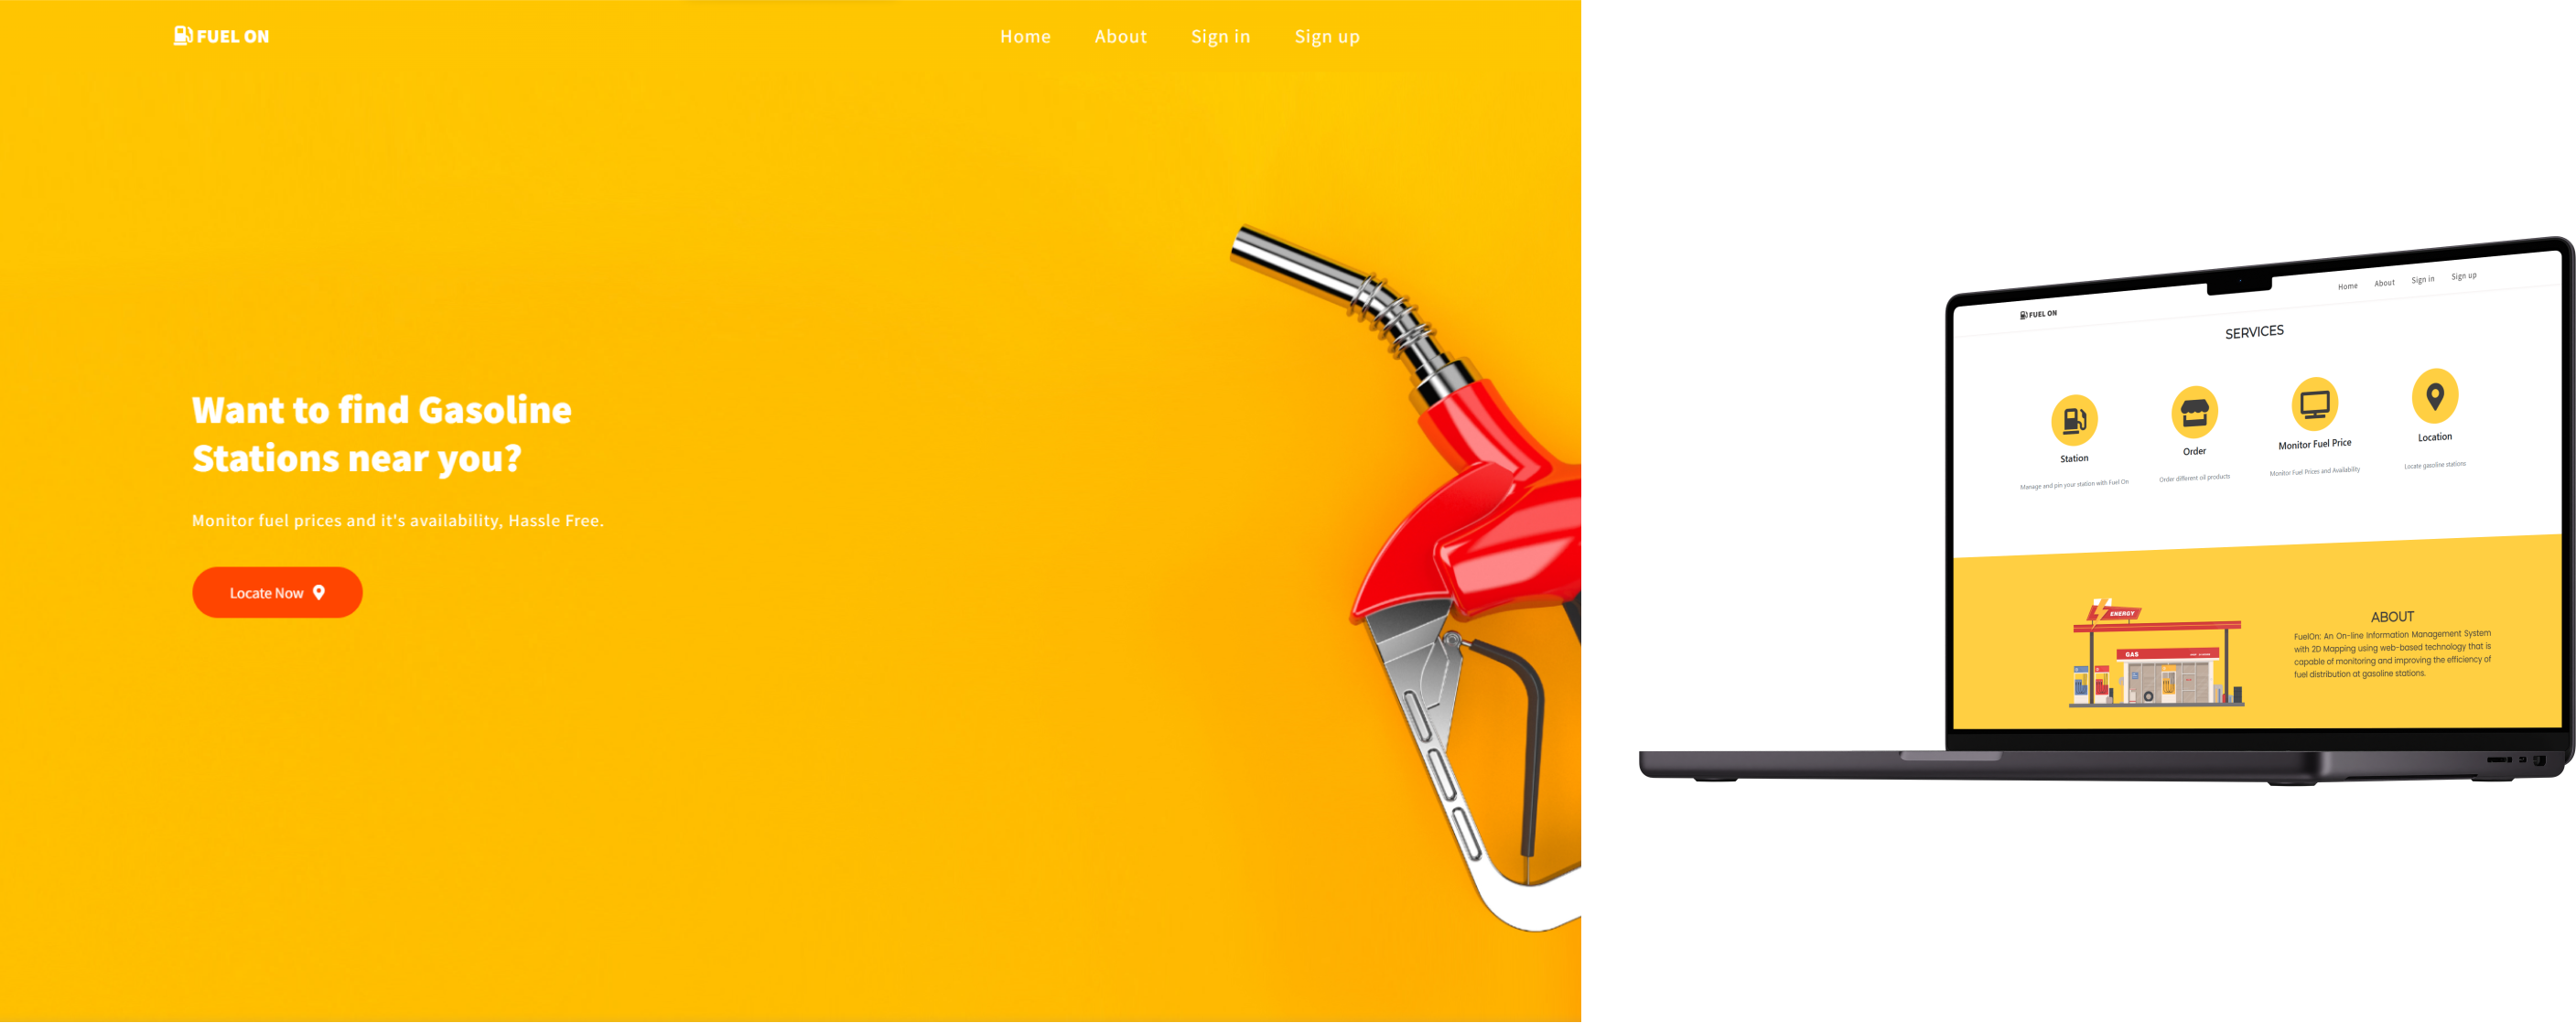 FUEL ON
Home About Sign in Sign up
Want to find Gasoline
Stations near you?
Monitor fuel prices and it's availability, Hassle Free.
Locate Now
FUEL ON
Home About Sign in Sign up
SERVICES
Station
Manage and pin your station with Fuel On
Order
Order different oil products
Monitor Fuel Price
Monitor Fuel Prices and Availability
Location
Locate gasoline stations
ENERGY
GAS
ABOUT
FuelOn: An On-line Information Management System
with 2D Mapping using web-based technology that is
capable of monitoring and improving the efficiency of
fuel distribution at gasoline stations.